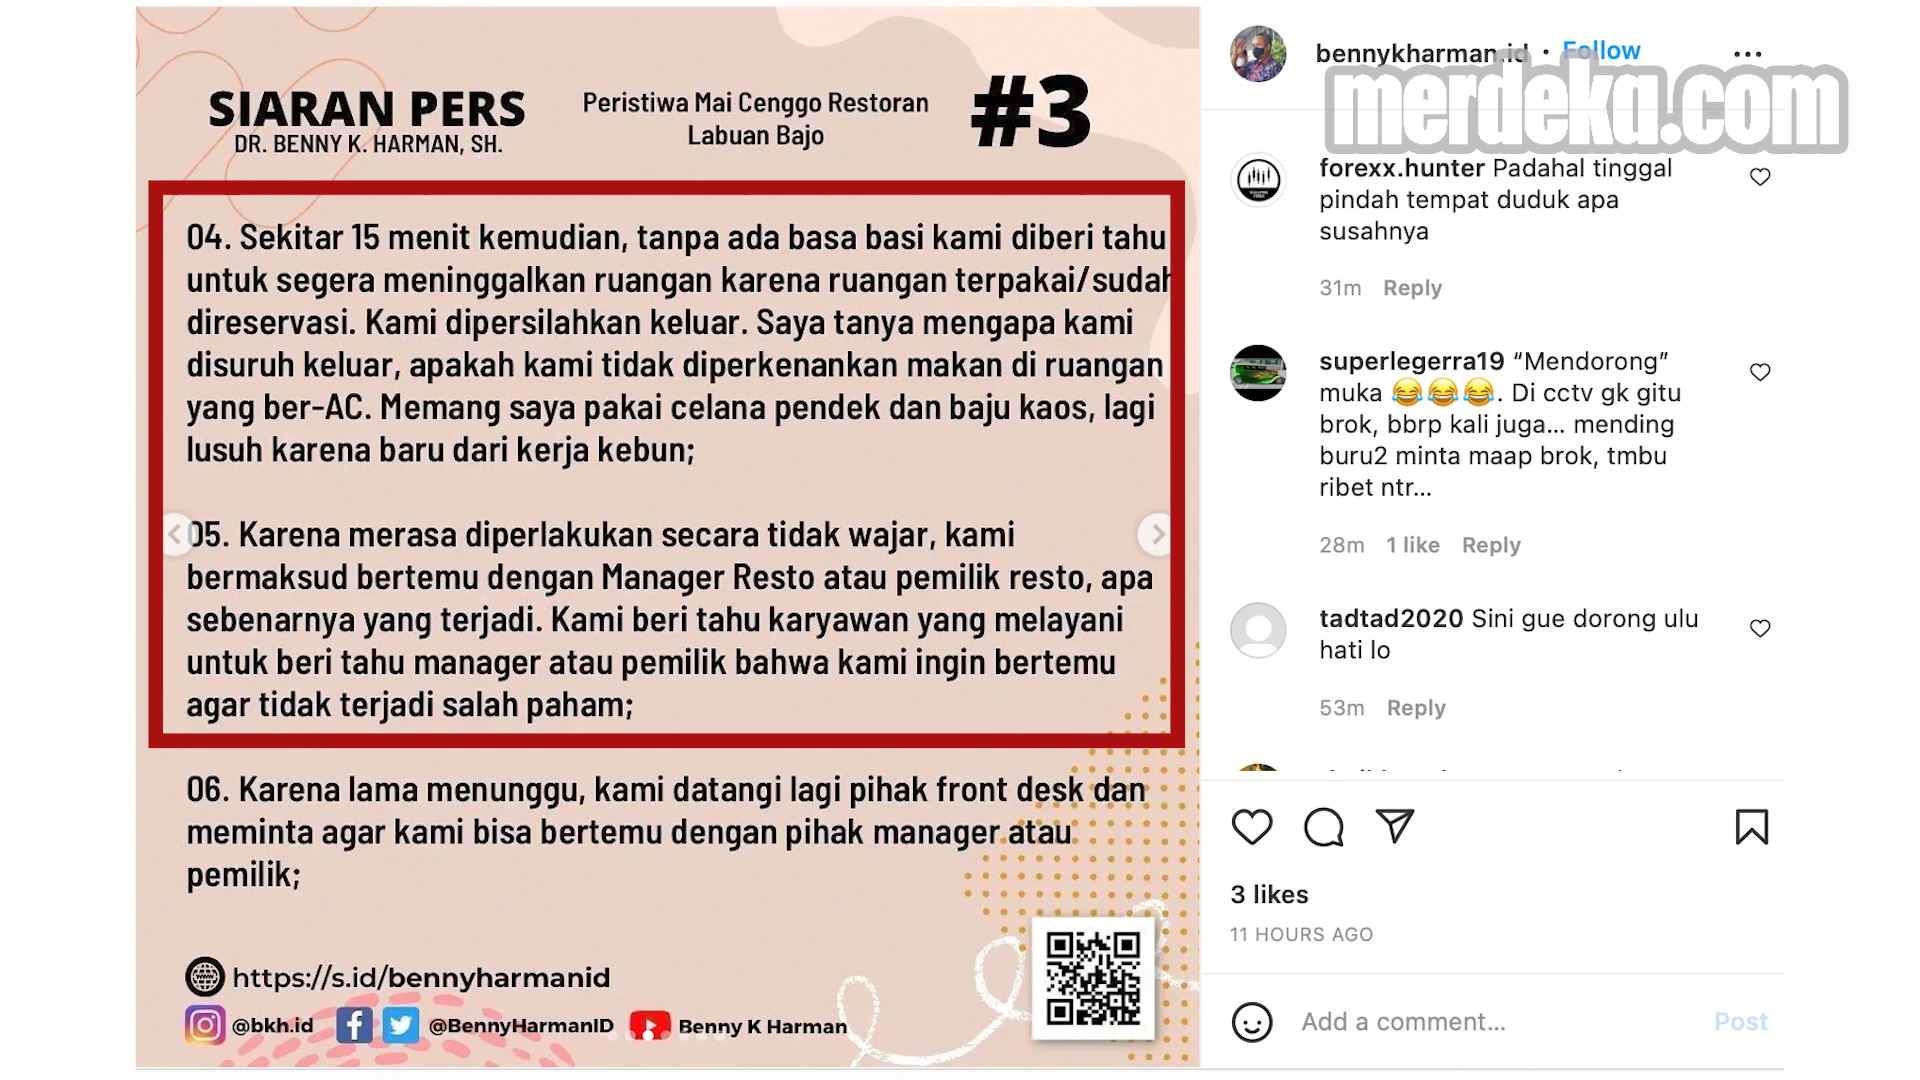 SIARAN PERS
DR. BENNY K. HARMAN, SH.
Peristiwa Mai Cenggo Restoran
Labuan Bajo
#3
04. Sekitar 15 menit kemudian, tanpa ada basa basi kami diberi tahu
untuk segera meninggalkan ruangan karena ruangan terpakai/sudah
direservasi. Kami dipersilahkan keluar. Saya tanya mengapa kami
disuruh keluar, apakah kami tidak diperkenankan makan di ruangan
yang ber-AC. Memang saya pakai celana pendek dan baju kaos, lagi
lusuh karena baru dari kerja kebun;
05. Karena merasa diperlakukan secara tidak wajar, kami
bermaksud bertemu dengan Manager Resto atau pemilik resto, apa
sebenarnya yang terjadi. Kami beri tahu karyawan yang melayani
untuk beri tahu manager atau pemilik bahwa kami ingin bertemu
agar tidak terjadi salah paham;
06. Karena lama menunggu, kami datangi lagi pihak front desk dan
meminta agar kami bisa bertemu dengan pihak manager atau
pemilik;
https://s.id/bennyharmanid
@bkh.id
@BennyHarmanID
Benny K Harman
bennykharman.id · Follow
merdeka.com
forexx.hunter Padahal tinggal
pindah tempat duduk apa
susahnya
31m Reply
superlegerra19 “Mendorong”
muka 😂😂😂. Di cctv gk gitu
brok, bbrp kali juga... mending
buru2 minta maap brok, tmbu
ribet ntr...
28m 1 like Reply
tadtad2020 Sini gue dorong ulu
hati lo
53m Reply
3 likes
11 HOURS AGO
Add a comment...
Post